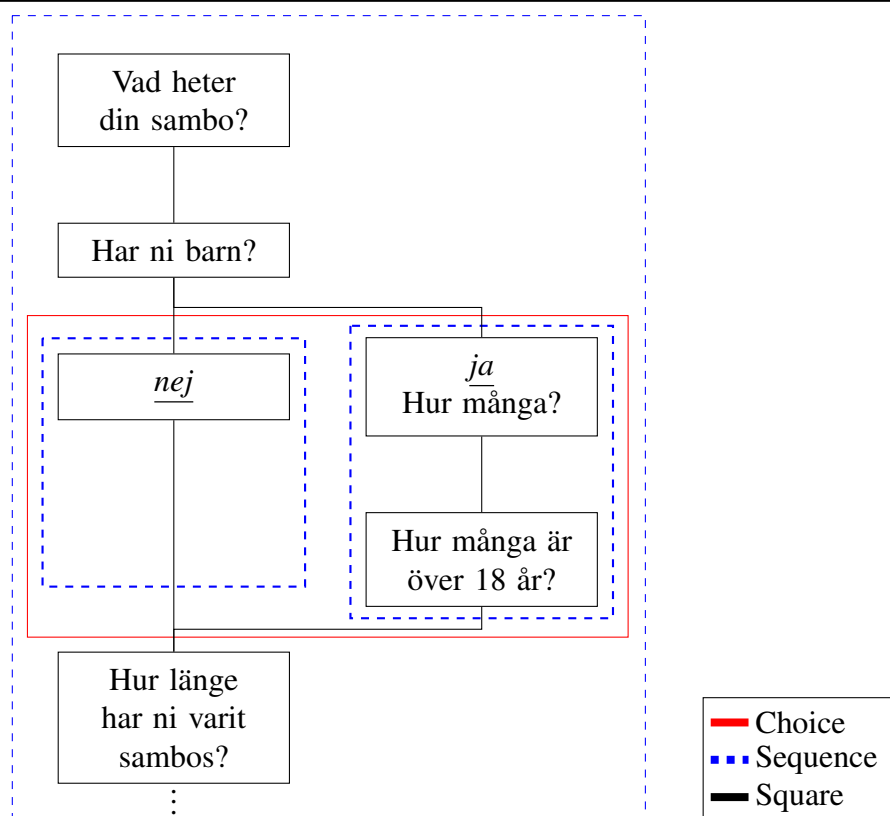 Vad heter
din sambo?
Har ni barn?
nej
ja
Hur många?
Hur många är
över 18 år?
Hur länge
har ni varit
sambos?
⋮
Choice
Sequence
Square